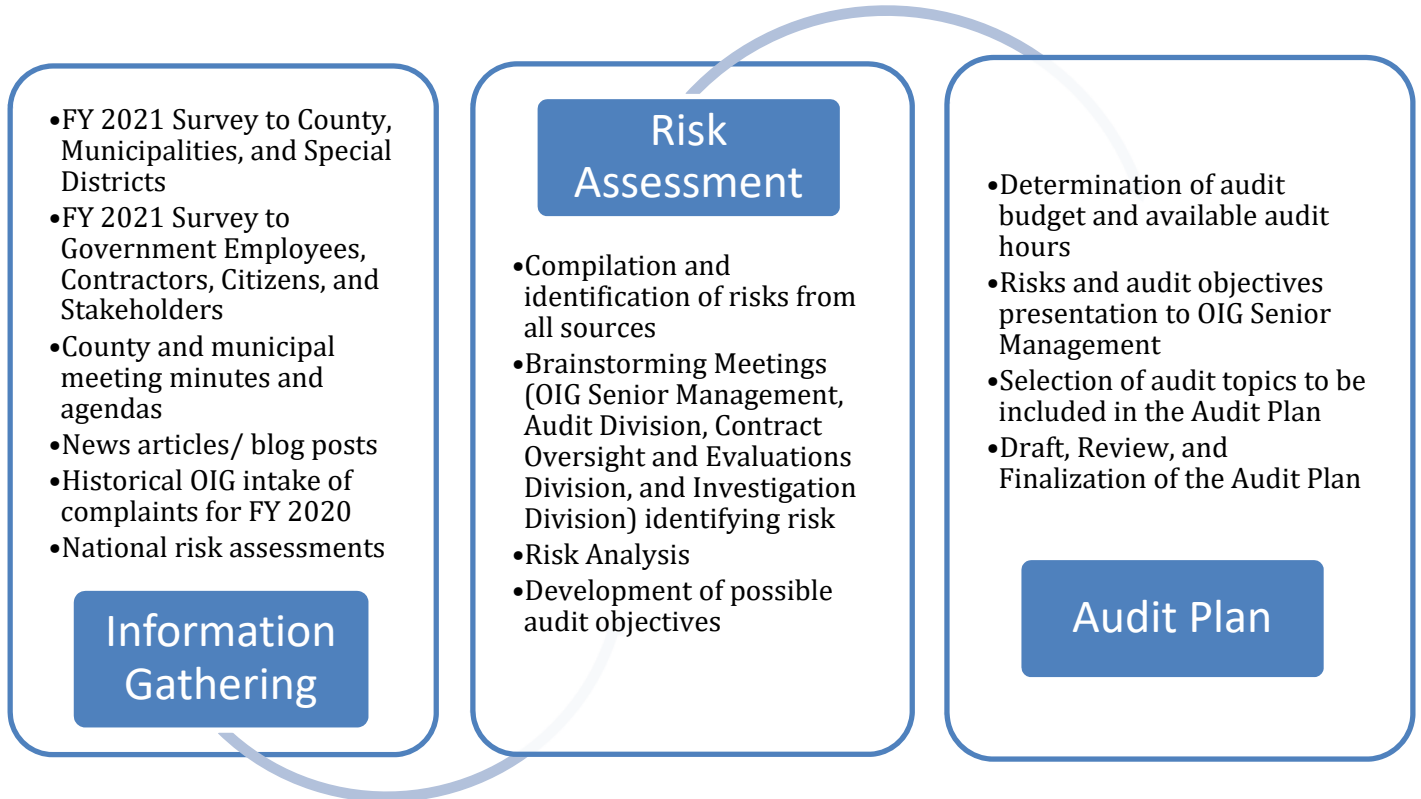 •FY 2021 Survey to County,
Municipalities, and Special
Districts
•FY 2021 Survey to
Government Employees,
Contractors, Citizens, and
Stakeholders
•County and municipal
meeting minutes and
agendas
•News articles/ blog posts
•Historical OIG intake of
complaints for FY 2020
•National risk assessments
Information
Gathering
Risk
Assessment
•Compilation and
identification of risks from
all sources
•Brainstorming Meetings
(OIG Senior Management,
Audit Division, Contract
Oversight and Evaluations
Division, and Investigation
Division) identifying risk
•Risk Analysis
•Development of possible
audit objectives
•Determination of audit
budget and available audit
hours
•Risks and audit objectives
presentation to OIG Senior
Management
•Selection of audit topics to be
included in the Audit Plan
•Draft, Review, and
Finalization of the Audit Plan
Audit Plan